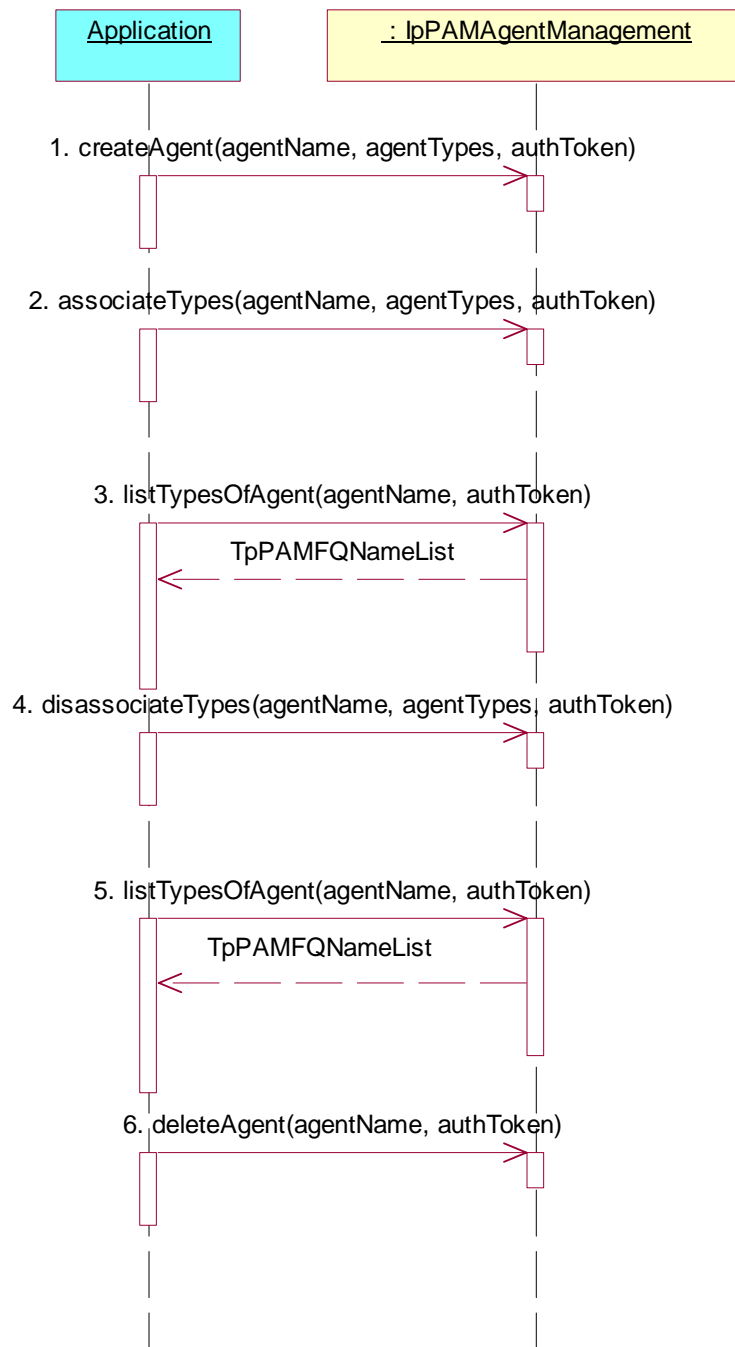 Application
: IpPAMAgentManagement
1. createAgent(agentName, agentTypes, authToken)
2. associateTypes(agentName, agentTypes, authToken)
3. listTypesOfAgent(agentName, authToken)
TpPAMFQNameList
4. disassociateTypes(agentName, agentTypes, authToken)
5. listTypesOfAgent(agentName, authToken)
TpPAMFQNameList
6. deleteAgent(agentName, authToken)